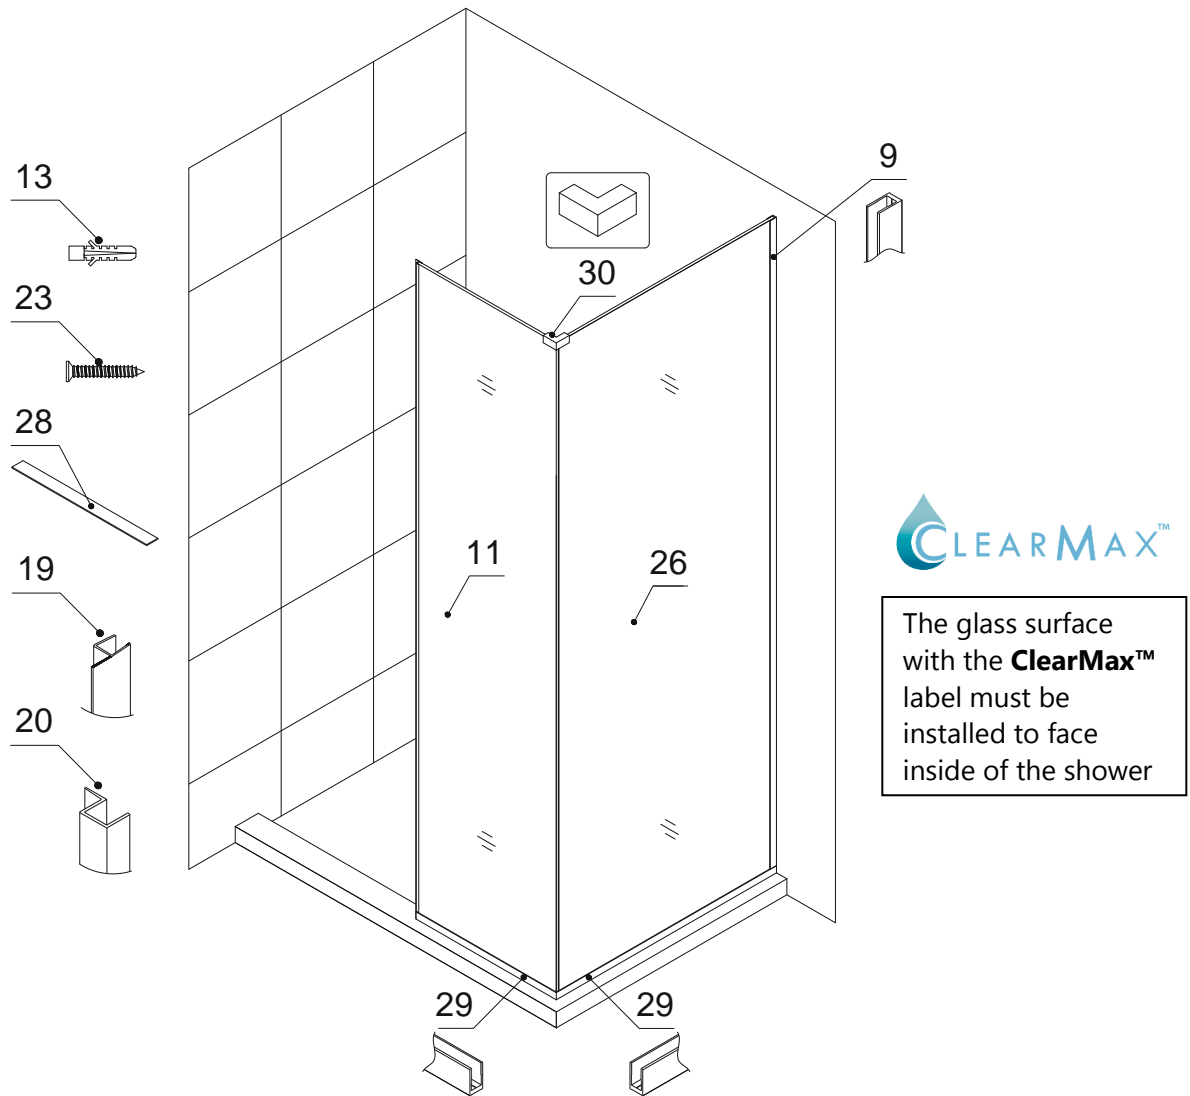 9
13
30
23
28
11
26
CLEARMAX™
19
The glass surface
with the ClearMax™
label must be
installed to face
inside of the shower
20
29
29